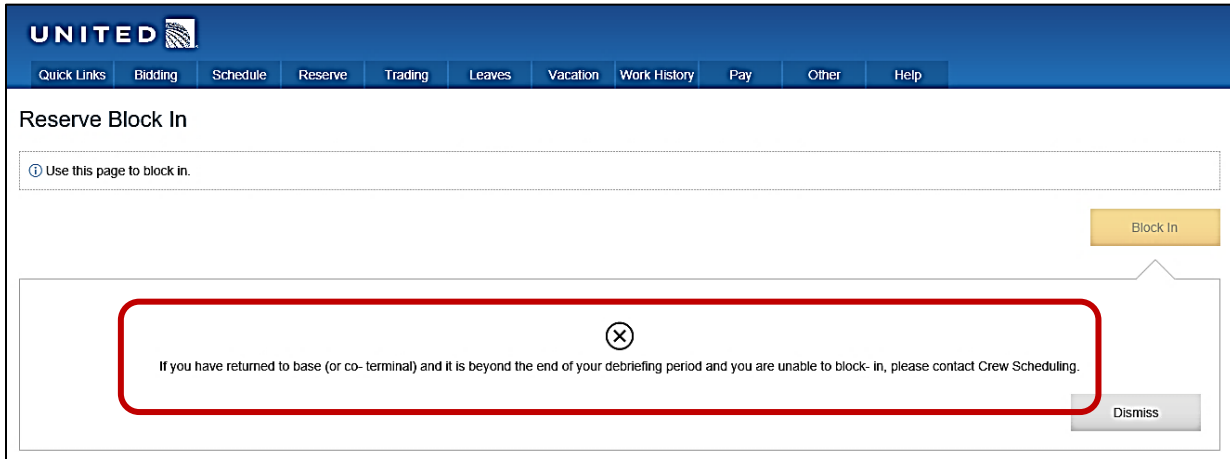 UNITED
Quick Links Bidding Schedule Reserve Trading Leaves Vacation Work History Pay Other Help
Reserve Block In
Use this page to block in.
Block In
If you have returned to base (or co- terminal) and it is beyond the end of your debriefing period and you are unable to block- in, please contact Crew Scheduling.
Dismiss